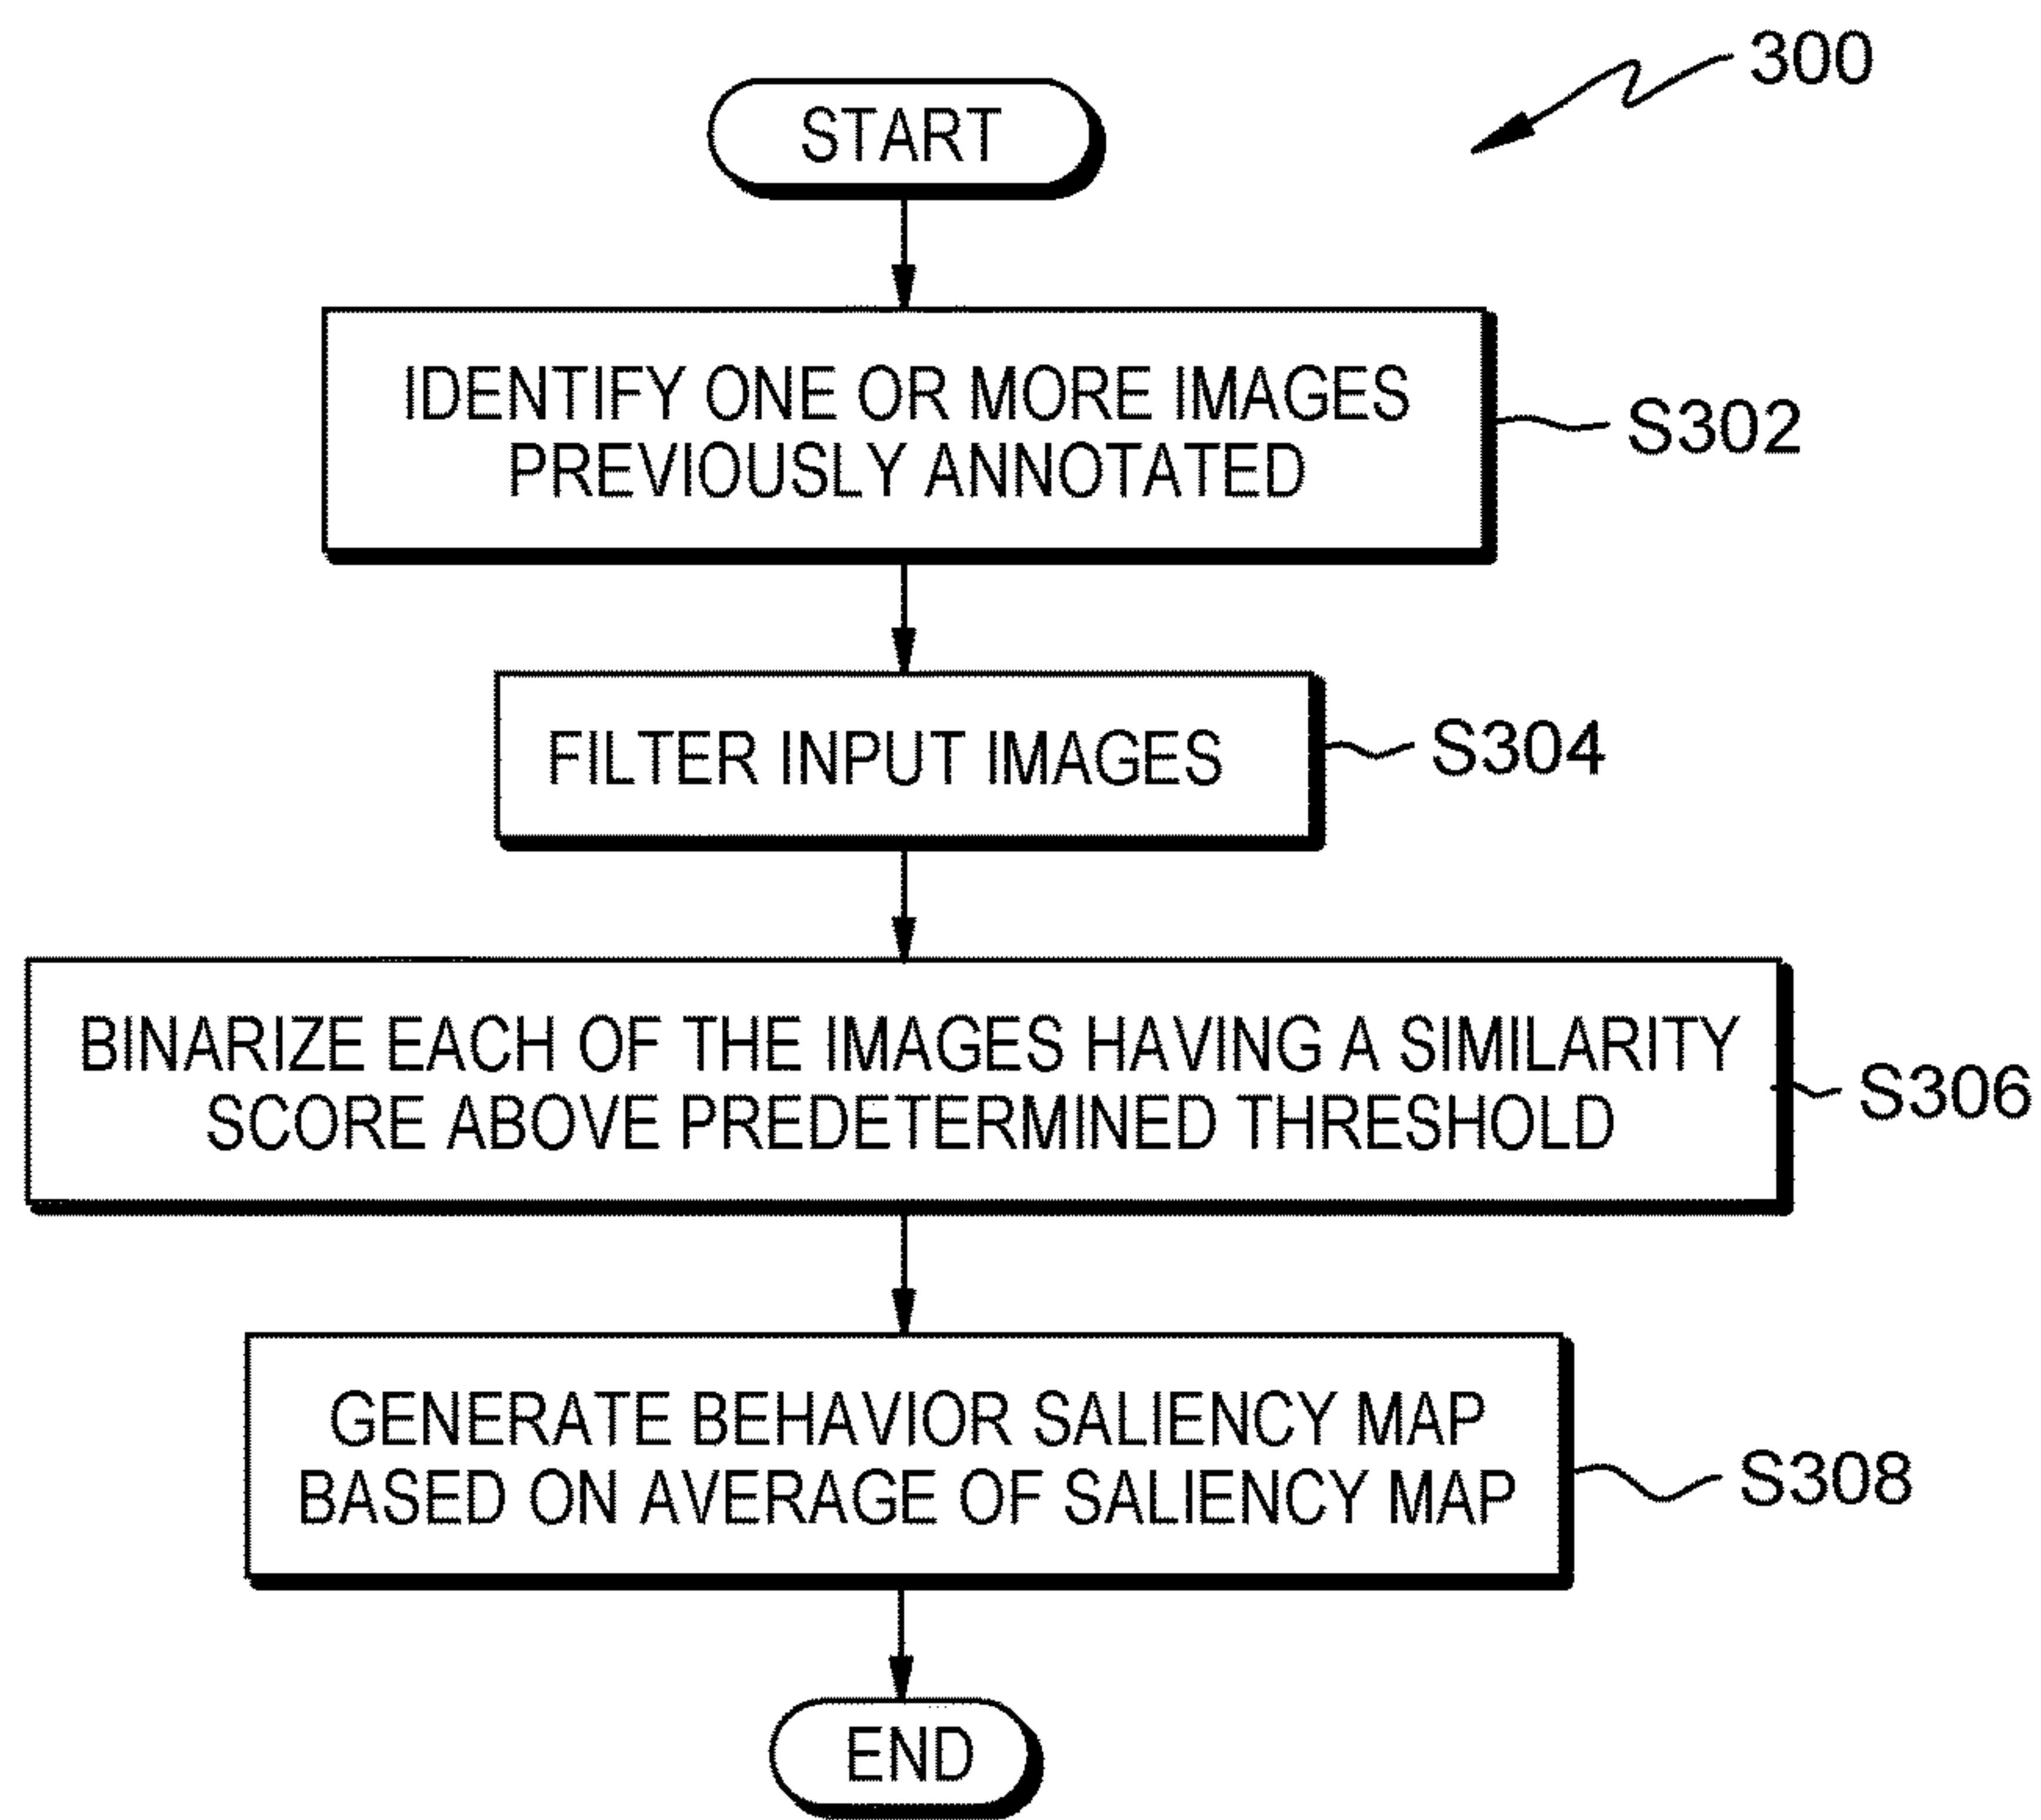 300
START
IDENTIFY ONE OR MORE IMAGES
PREVIOUSLY ANNOTATED
S302
FILTER INPUT IMAGES
S304
BINARIZE EACH OF THE IMAGES HAVING A SIMILARITY
SCORE ABOVE PREDETERMINED THRESHOLD
S306
GENERATE BEHAVIOR SALIENCY MAP
BASED ON AVERAGE OF SALIENCY MAP
S308
END